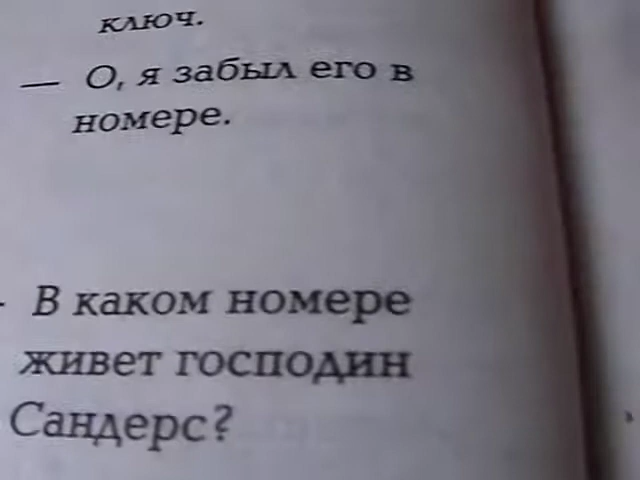 ключ.
— О, я забыл его в
номере.
- В каком номере
живет господин
Сандерс?